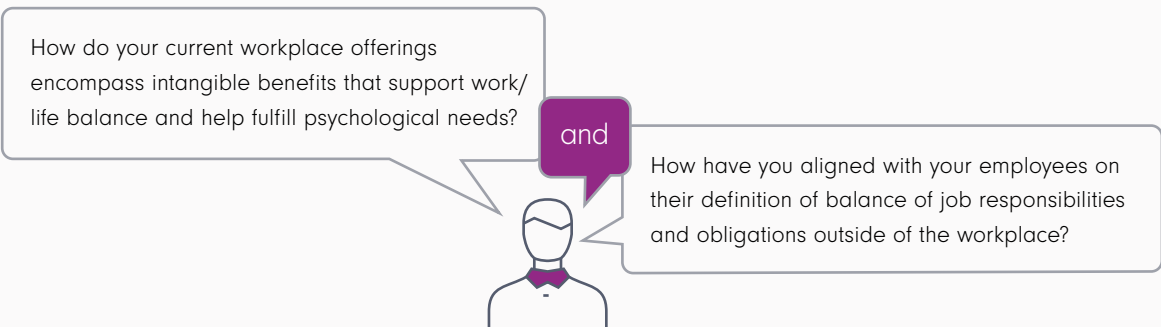 How do your current workplace offerings
encompass intangible benefits that support work/
life balance and help fulfill psychological needs?
and
How have you aligned with your employees on
their definition of balance of job responsibilities
and obligations outside of the workplace?